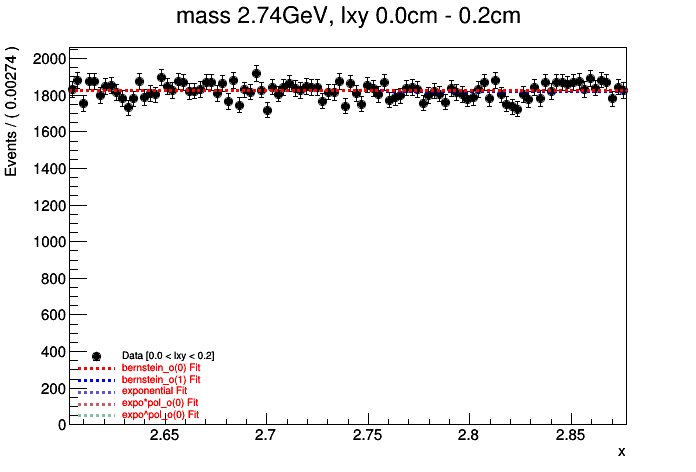 mass 2.74GeV, lxy 0.0cm - 0.2cm
Events / ( 0.00274 )
2000
1800
1600
1400
1200
1000
800
600
400
200
0
Data [0.0 < lxy < 0.2]
bernstein_o(0) Fit
bernstein_o(1) Fit
exponential Fit
expo*pol_o(0) Fit
expo^pol_o(0) Fit
2.65
2.7
2.75
2.8
2.85
x